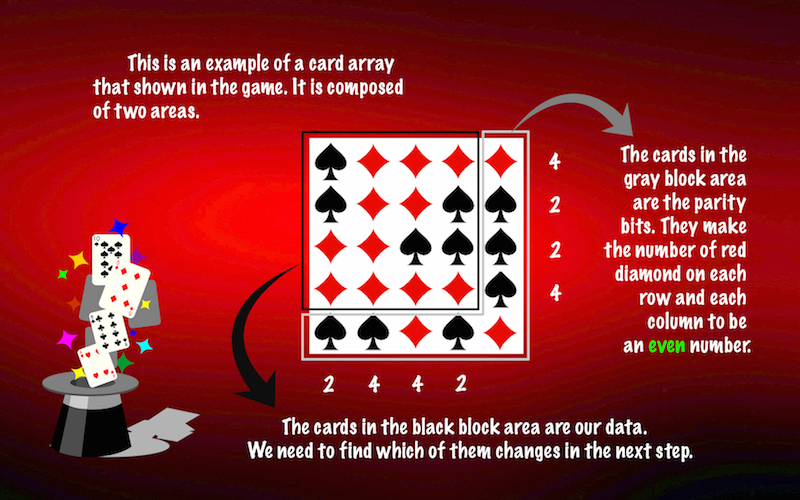 This is an example of a card array
that shown in the game. It is composed
of two areas.
4
2
2
4
The cards in the
gray block area
are the parity
bits. They make
the number of red
diamond on each
row and each
column to be
an even number.
2 4 4 2
The cards in the black block area are our data.
We need to find which of them changes in the next step.